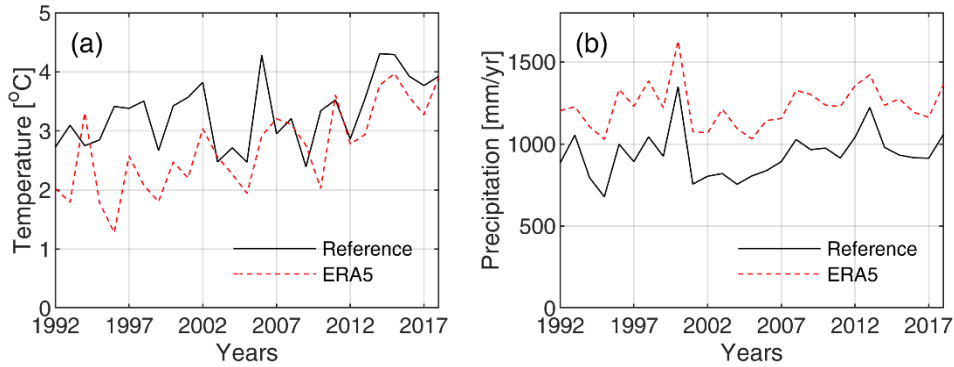 (a)
Temperature [°C]
5
4
3
2
1
0
1992 1997 2002 2007 2012 2017
Years
Reference
ERA5
(b)
Precipitation [mm/yr]
1500
1000
500
0
1992 1997 2002 2007 2012 2017
Years
Reference
ERA5